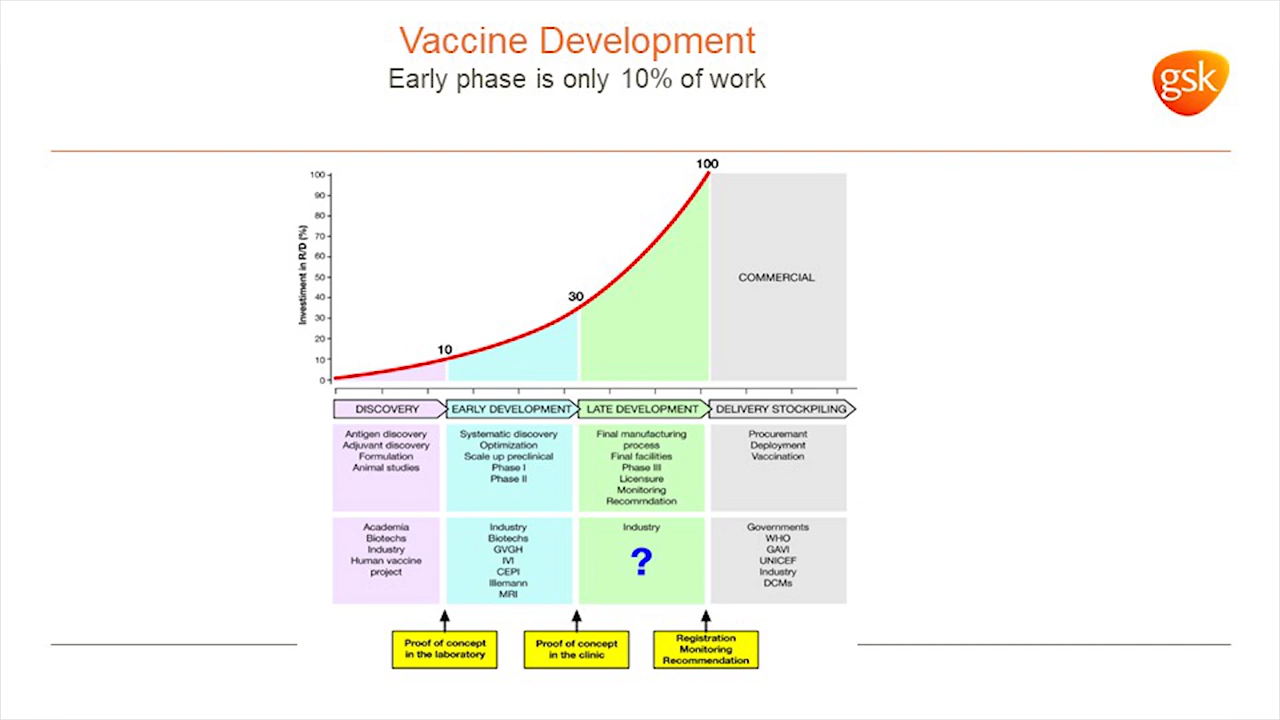 Vaccine Development
Early phase is only 10% of work
gsk
Investiment in R/D (%)
100
90
80
70
60
50
40
30
20
10
0
10
30
100
COMMERCIAL
DISCOVERY
EARLY DEVELOPMENT
LATE DEVELOPMENT
DELIVERY STOCKPILING
Antigen discovery
Adjuvant discovery
Formulation
Animal studies
Systematic discovery
Optimization
Scale up preclinical
Phase I
Phase II
Final manufacturing
process
Final facilities
Phase III
Licensure
Monitoring
Recommdation
Procuremant
Deployment
Vaccination
Academia
Biotechs
Industry
Human vaccine
project
Industry
Biotechs
GVGH
IVI
CEPI
Illemann
MRI
Industry
?
Governments
WHO
GAVI
UNICEF
Industry
DCMs
Proof of concept
in the laboratory
Proof of concept
in the clinic
Registration
Monitoring
Recommendation